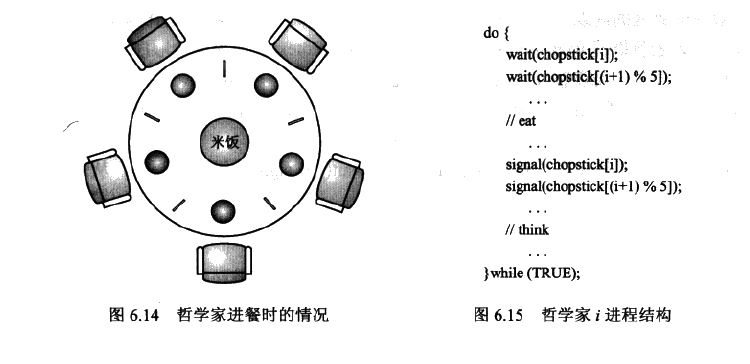 米饭
图 6.14 哲学家进餐时的情况
do {
wait(chopstick[i]);
wait(chopstick[(i+1) % 5]);
...
// eat
...
signal(chopstick[i]);
signal(chopstick[(i+1) % 5]);
...
// think
...
}while (TRUE);
图 6.15 哲学家 i 进程结构